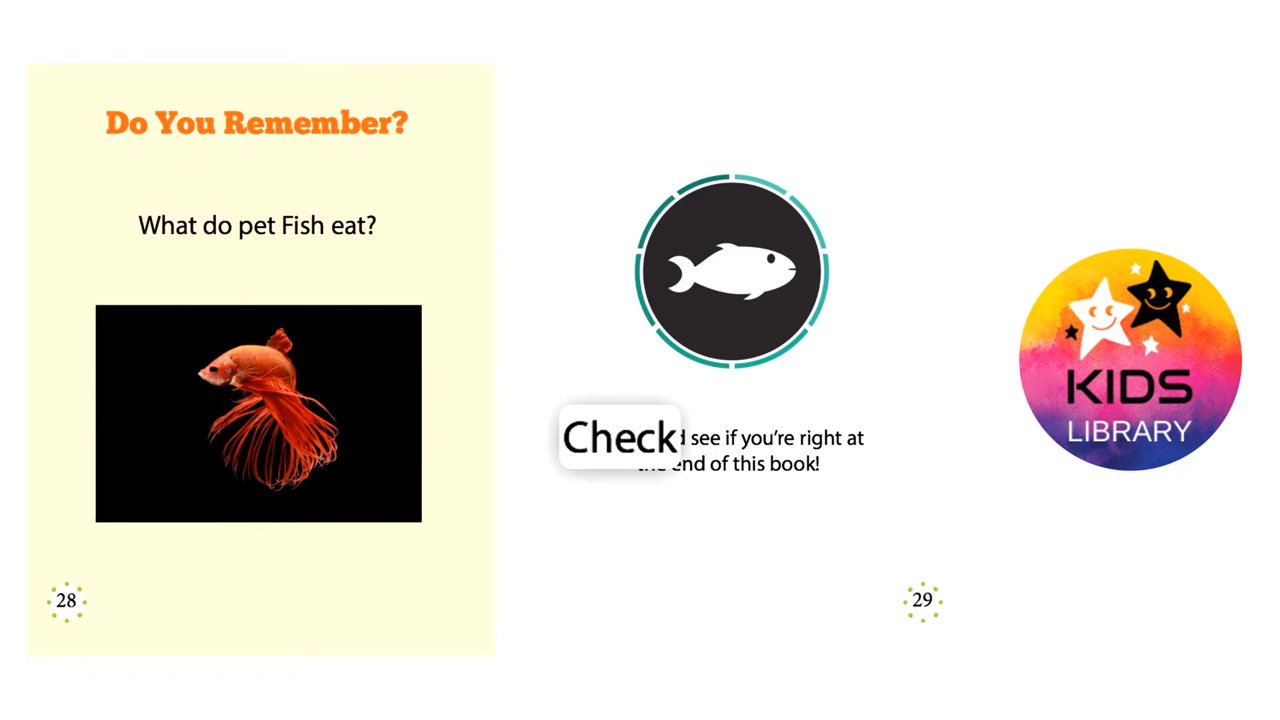 Do You Remember?
What do pet Fish eat?
28
Check see if you're right at
the end of this book!
29
KIDS
LIBRARY